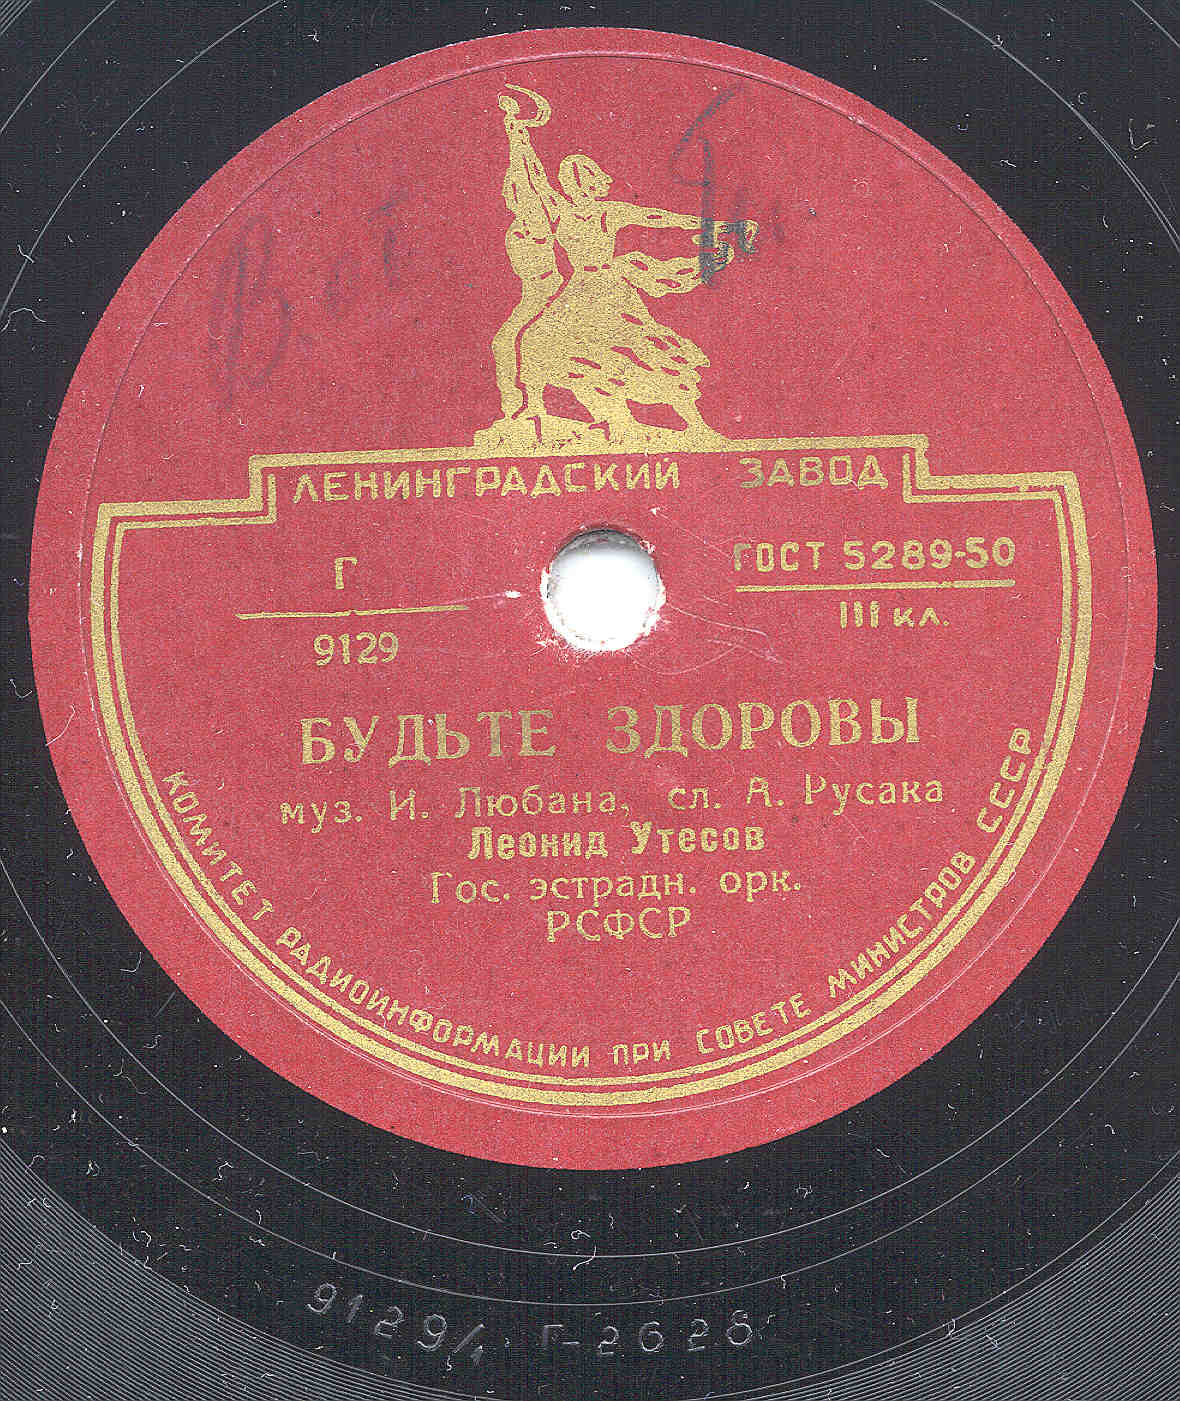 ЛЕНИНГРАДСКИЙ ЗАВОД
Г
9129
ГОСТ 5289-50
III кл.
БУДЬТЕ ЗДОРОВЫ
муз. И. Любана, сл. А. Русака
Леонид Утесов
Гос. эстрадн. орк.
РСФСР
КОМИТЕТ РАДИОИНФОРМАЦИИ ПРИ СОВЕТЕ МИНИСТРОВ СССР
9129/1 Г-2628